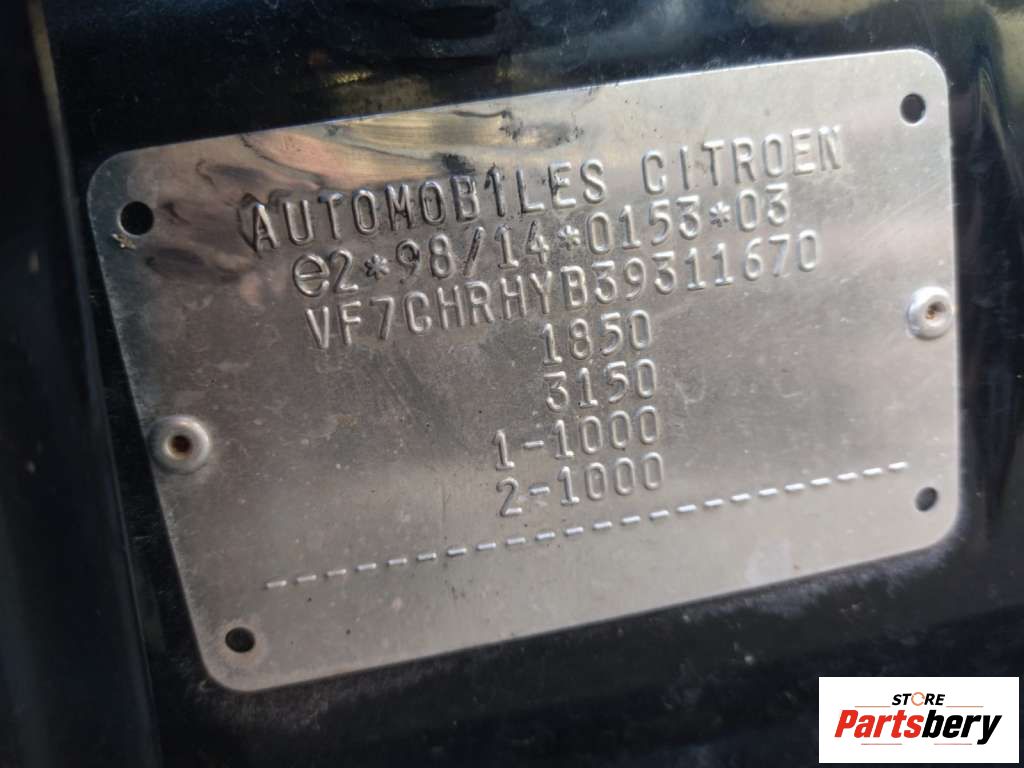 AUTOMOBILES CITROEN
e2*98/14*0153*03
VF7CHRHYB39311670
1850
3150
1-1000
2-1000
--------------------
STORE
Partsbery